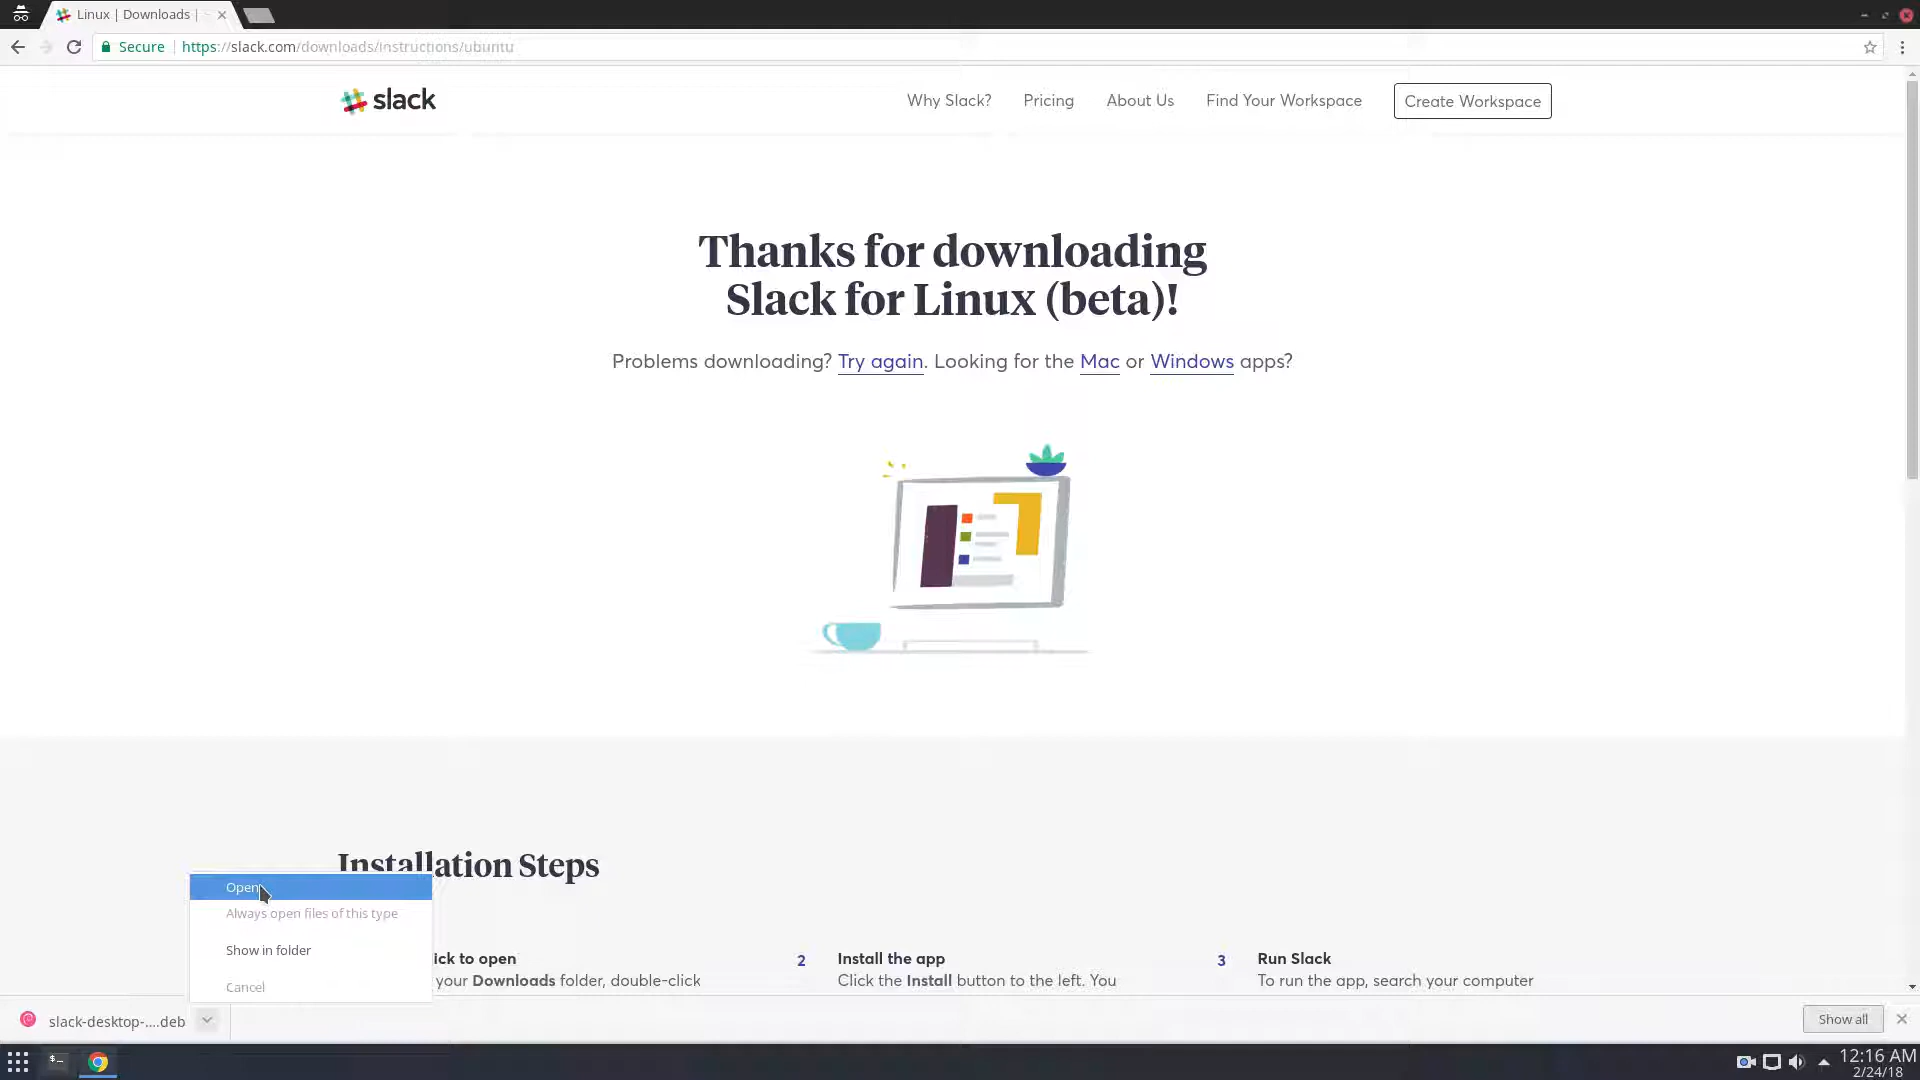 Linux | Downloads |
Secure | https://slack.com/downloads/instructions/ubuntu
slack
Why Slack?
Pricing
About Us
Find Your Workspace
Create Workspace
Thanks for downloading
Slack for Linux (beta)!
Problems downloading? Try again. Looking for the Mac or Windows apps?
Installation Steps
Open
Always open files of this type
Show in folder
Cancel
ick to open
your Downloads folder, double-click
2
Install the app
Click the Install button to the left. You
3
Run Slack
To run the app, search your computer
slack-desktop-....deb
Show all
12:16 AM
2/24/18